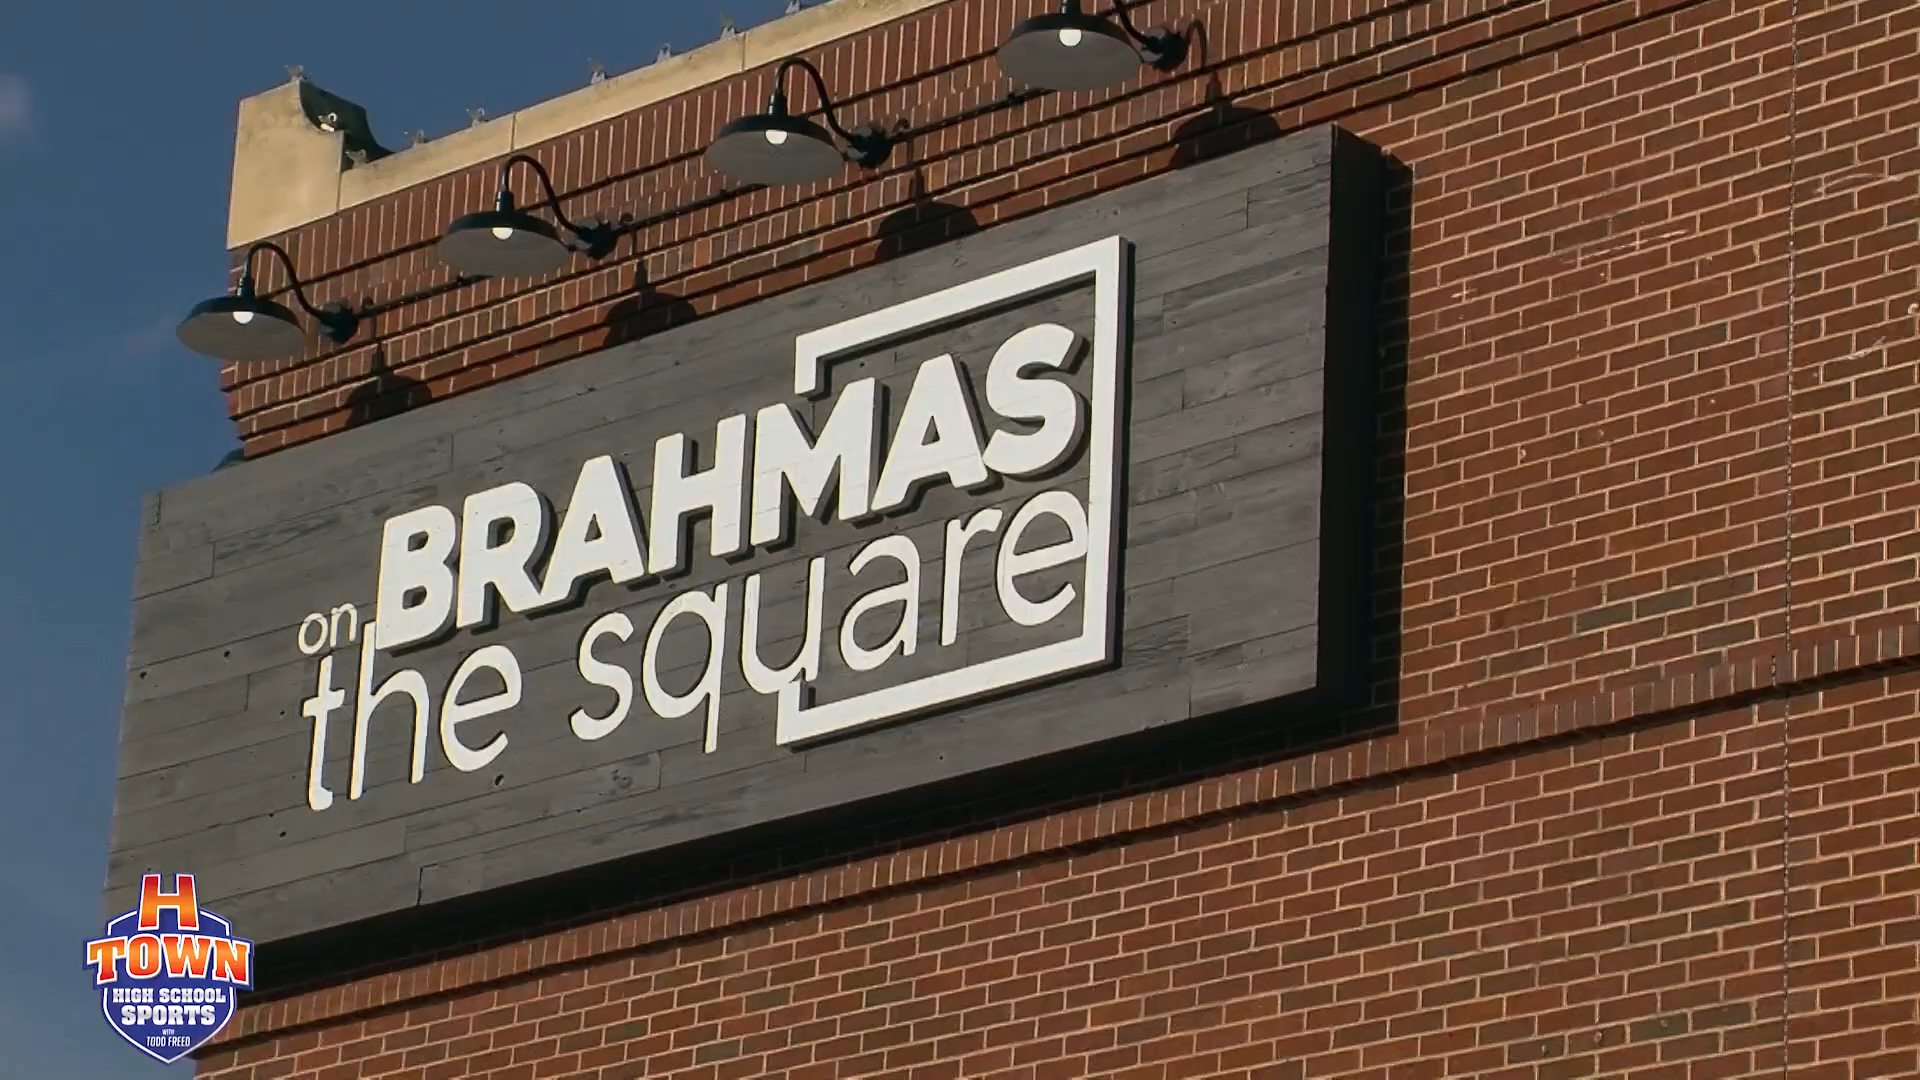 BRAHMAS
on the square
H
TOWN
HIGH SCHOOL
SPORTS
WITH
TODD FREED